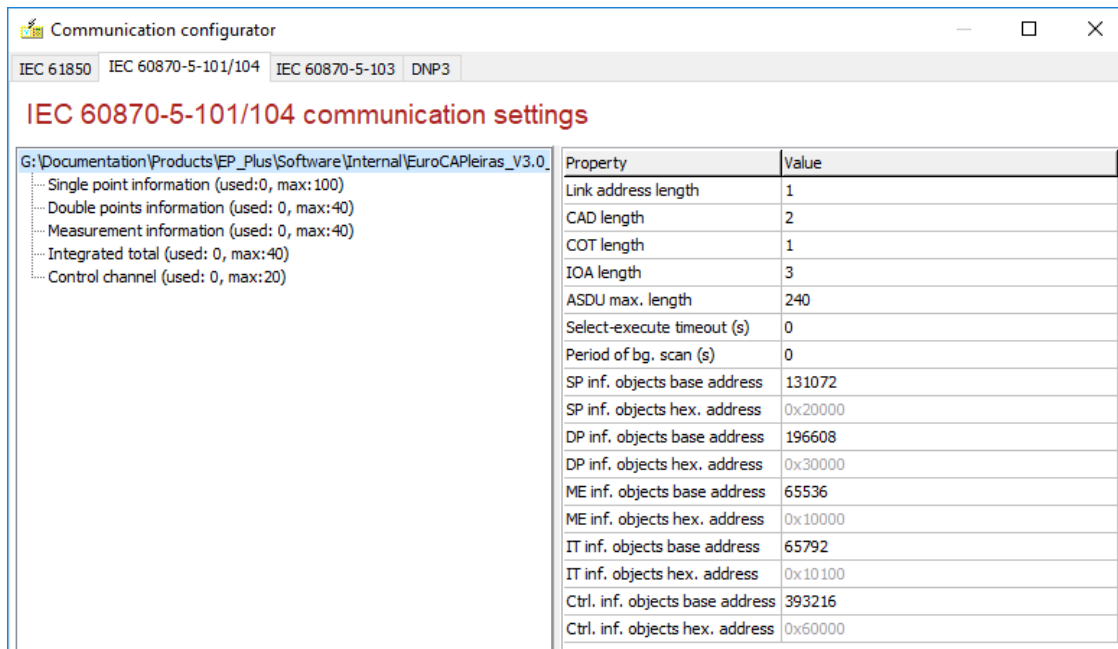 Communication configurator
IEC 61850 IEC 60870-5-101/104 IEC 60870-5-103 DNP3
IEC 60870-5-101/104 communication settings
G:\Documentation\Products\EP_Plus\Software\Internal\EuroCAPleiras_V3.0_
Single point information (used:0, max:100)
Double points information (used: 0, max:40)
Measurement information (used: 0, max:40)
Integrated total (used: 0, max:40)
Control channel (used: 0, max:20)
Property Value
Link address length 1
CAD length 2
COT length 1
IOA length 3
ASDU max. length 240
Select-execute timeout (s) 0
Period of bg. scan (s) 0
SP inf. objects base address 131072
SP inf. objects hex. address 0x20000
DP inf. objects base address 196608
DP inf. objects hex. address 0x30000
ME inf. objects base address 65536
ME inf. objects hex. address 0x10000
IT inf. objects base address 65792
IT inf. objects hex. address 0x10100
Ctrl. inf. objects base address 393216
Ctrl. inf. objects hex. address 0x60000